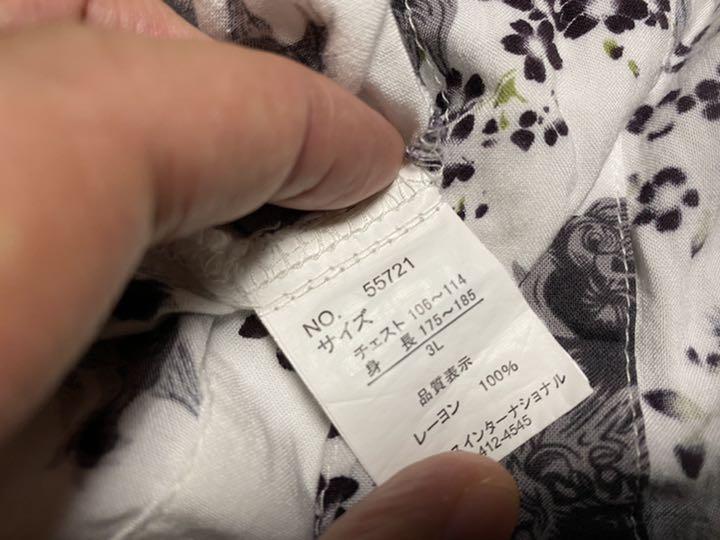 NO. 55721
サイズ
チェスト 106〜114
身 長 175〜185
3L
品質表示
レーヨン 100%
スインターナショナル
412-4545